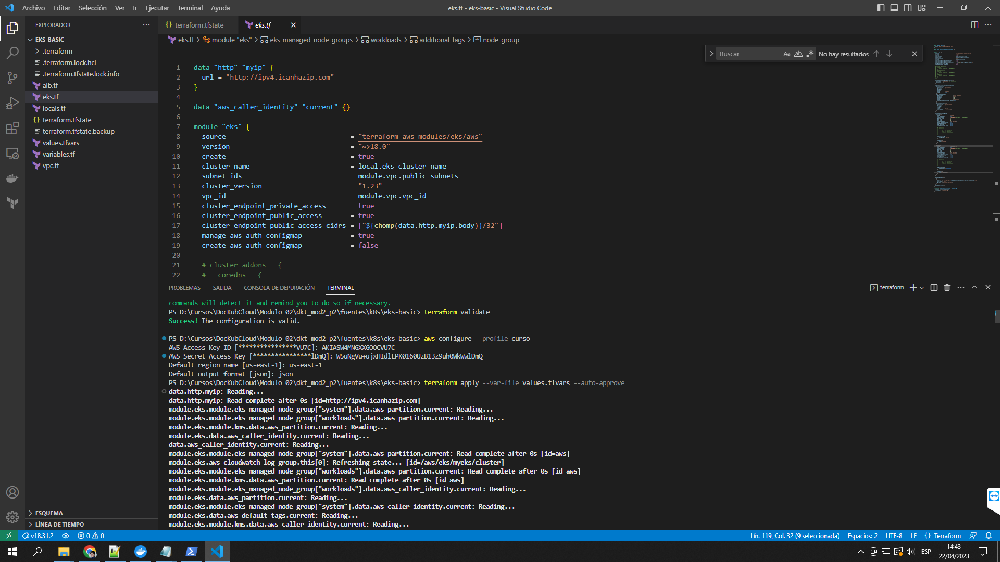 Archivo Editar Selección Ver Ir Ejecutar Terminal Ayuda
eks.tf - eks-basic - Visual Studio Code
EXPLORADOR
EKS-BASIC
.terraform
.terraform.lock.hcl
.terraform.tfstate.lock.info
alb.tf
eks.tf
locals.tf
terraform.tfstate
terraform.tfstate.backup
values.tfvars
variables.tf
vpc.tf
ESQUEMA
LÍNEA DE TIEMPO
terraform.tfstate eks.tf
eks.tf > module "eks" > eks_managed_node_groups > workloads > additional_tags > node_group
Buscar Aa ab No hay resultados
1 data "http" "myip" {
2 url = "http://ipv4.icanhazip.com"
3 }
4
5 data "aws_caller_identity" "current" {}
6
7 module "eks" {
8 source = "terraform-aws-modules/eks/aws"
9 version = "~>18.0"
10 create = true
11 cluster_name = local.eks_cluster_name
12 subnet_ids = module.vpc.public_subnets
13 cluster_version = "1.23"
14 vpc_id = module.vpc.vpc_id
15 cluster_endpoint_private_access = true
16 cluster_endpoint_public_access = true
17 cluster_endpoint_public_access_cidrs = ["${chomp(data.http.myip.body)}/32"]
18 manage_aws_auth_configmap = true
19 create_aws_auth_configmap = false
20
21 # cluster_addons = {
22 # coredns = {
PROBLEMAS SALIDA CONSOLA DE DEPURACIÓN TERMINAL
terraform
commands will detect it and remind you to do so if necessary.
PS D:\Cursos\DocKubCloud\Modulo 02\dkt_mod2_p2\fuentes\k8s\eks-basic> terraform validate
Success! The configuration is valid.
PS D:\Cursos\DocKubCloud\Modulo 02\dkt_mod2_p2\fuentes\k8s\eks-basic> aws configure --profile curso
AWS Access Key ID [****************VU7C]: AKIASW4MNGXXGOOCVU7C
AWS Secret Access Key [****************lDmQ]: 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
Default region name [us-east-1]: us-east-1
Default output format [json]: json
PS D:\Cursos\DocKubCloud\Modulo 02\dkt_mod2_p2\fuentes\k8s\eks-basic> terraform apply --var-file values.tfvars --auto-approve
data.http.myip: Reading...
data.http.myip: Read complete after 0s [id=http://ipv4.icanhazip.com]
module.eks.module.eks_managed_node_group["system"].data.aws_partition.current: Reading...
module.eks.module.eks_managed_node_group["workloads"].data.aws_partition.current: Reading...
module.eks.module.kms.data.aws_partition.current: Reading...
module.eks.data.aws_caller_identity.current: Reading...
data.aws_caller_identity.current: Reading...
module.eks.module.eks_managed_node_group["system"].data.aws_partition.current: Read complete after 0s [id=aws]
module.eks.aws_cloudwatch_log_group.this[0]: Refreshing state... [id=/aws/eks/myeks/cluster]
module.eks.module.eks_managed_node_group["workloads"].data.aws_partition.current: Read complete after 0s [id=aws]
module.eks.module.kms.data.aws_partition.current: Read complete after 0s [id=aws]
module.eks.module.eks_managed_node_group["workloads"].data.aws_caller_identity.current: Reading...
module.eks.data.aws_partition.current: Reading...
module.eks.module.eks_managed_node_group["system"].data.aws_caller_identity.current: Reading...
module.eks.data.aws_default_tags.current: Reading...
module.eks.module.kms.data.aws_caller_identity.current: Reading...
v18.31.2 0 0
Lín. 119, Col. 32 (9 seleccionada) Espacios: 2 UTF-8 LF {} Terraform
ESP
14:43
22/04/2023